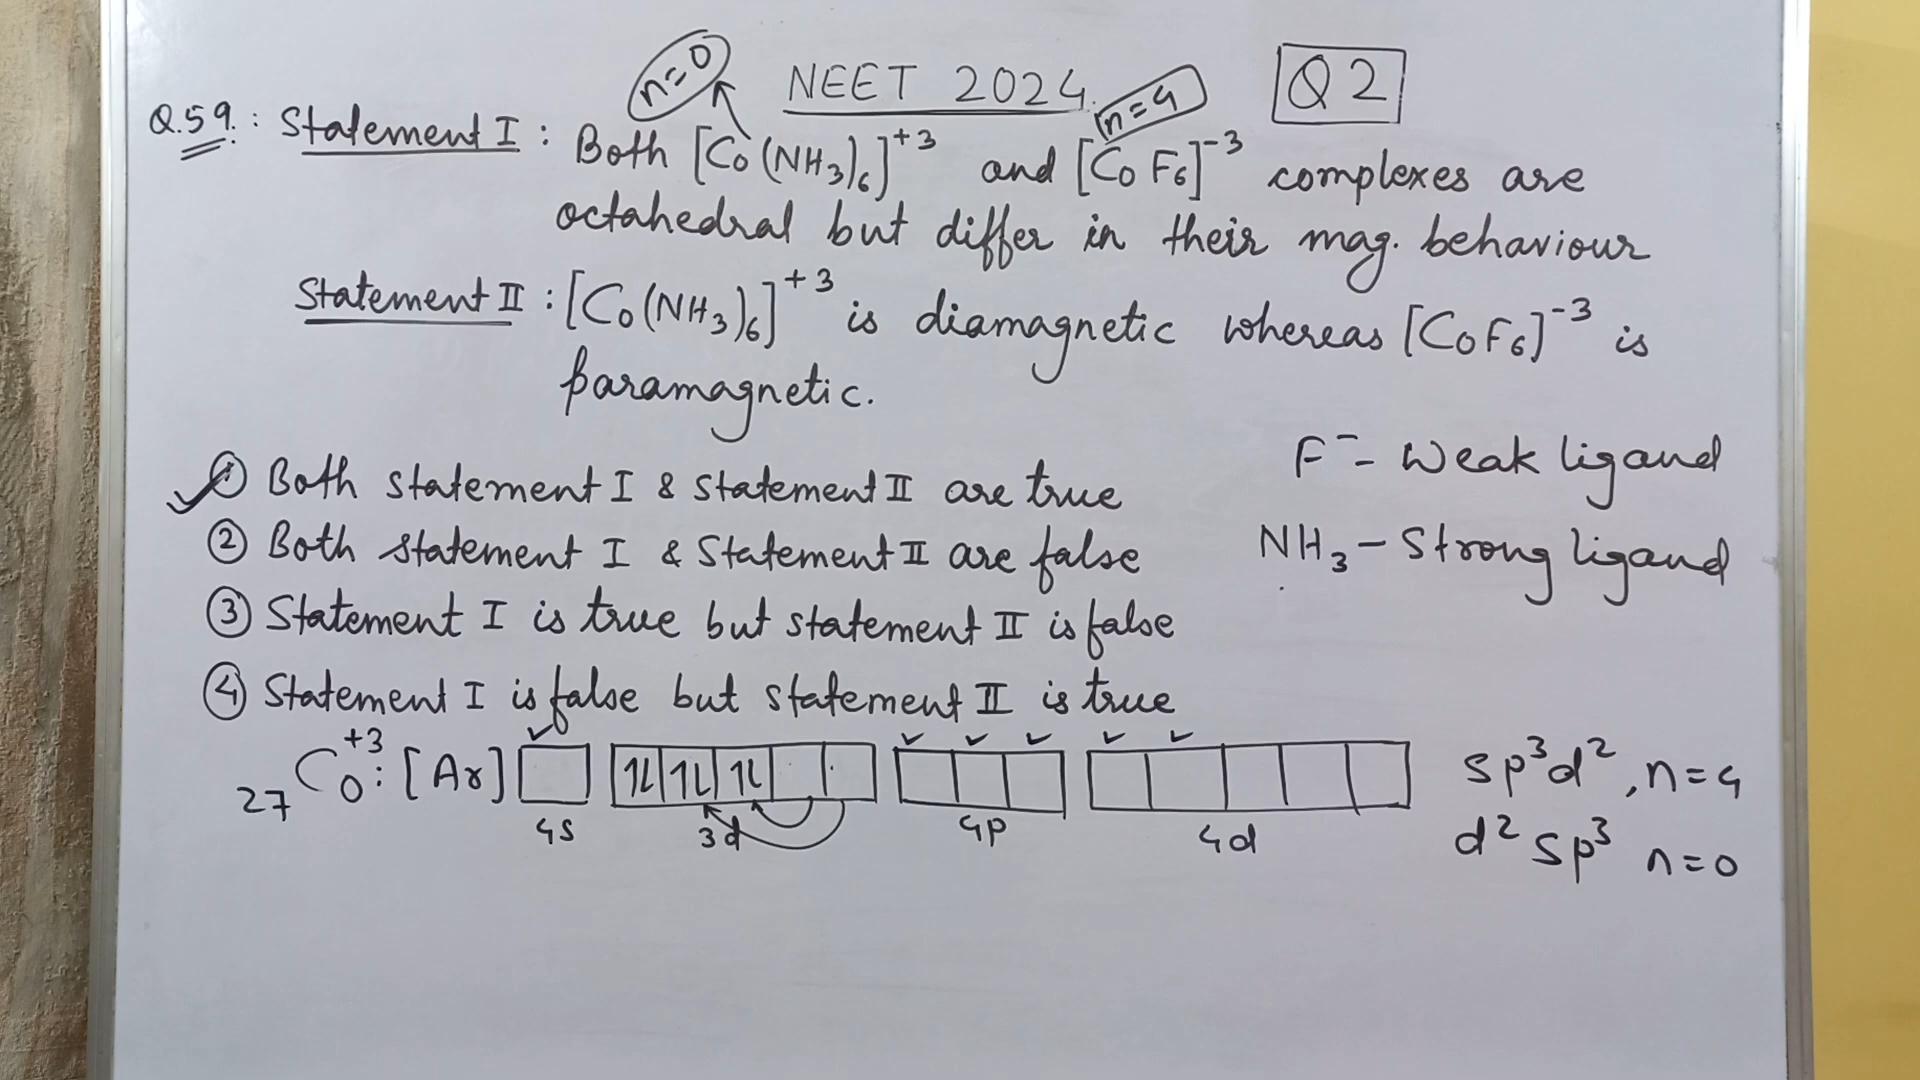 n=0
NEET 2024
n=4
Q2
Q.59. : Statement I : Both [Co(NH₃)₆]⁺³ and [CoF₆]⁻³ complexes are
octahedral but differ in their mag. behaviour
Statement II : [Co(NH₃)₆]⁺³ is diamagnetic whereas [CoF₆]⁻³ is
paramagnetic.
① Both statement I & statement II are true
② Both statement I & Statement II are false
③ Statement I is true but statement II is false
④ Statement I is false but statement II is true
F⁻ - Weak ligand
NH₃ - Strong ligand
₂₇Co⁺³ : [Ar] 1L 1L 1L
4s 3d 4p 4d
sp³d², n=4
d²sp³ n=0